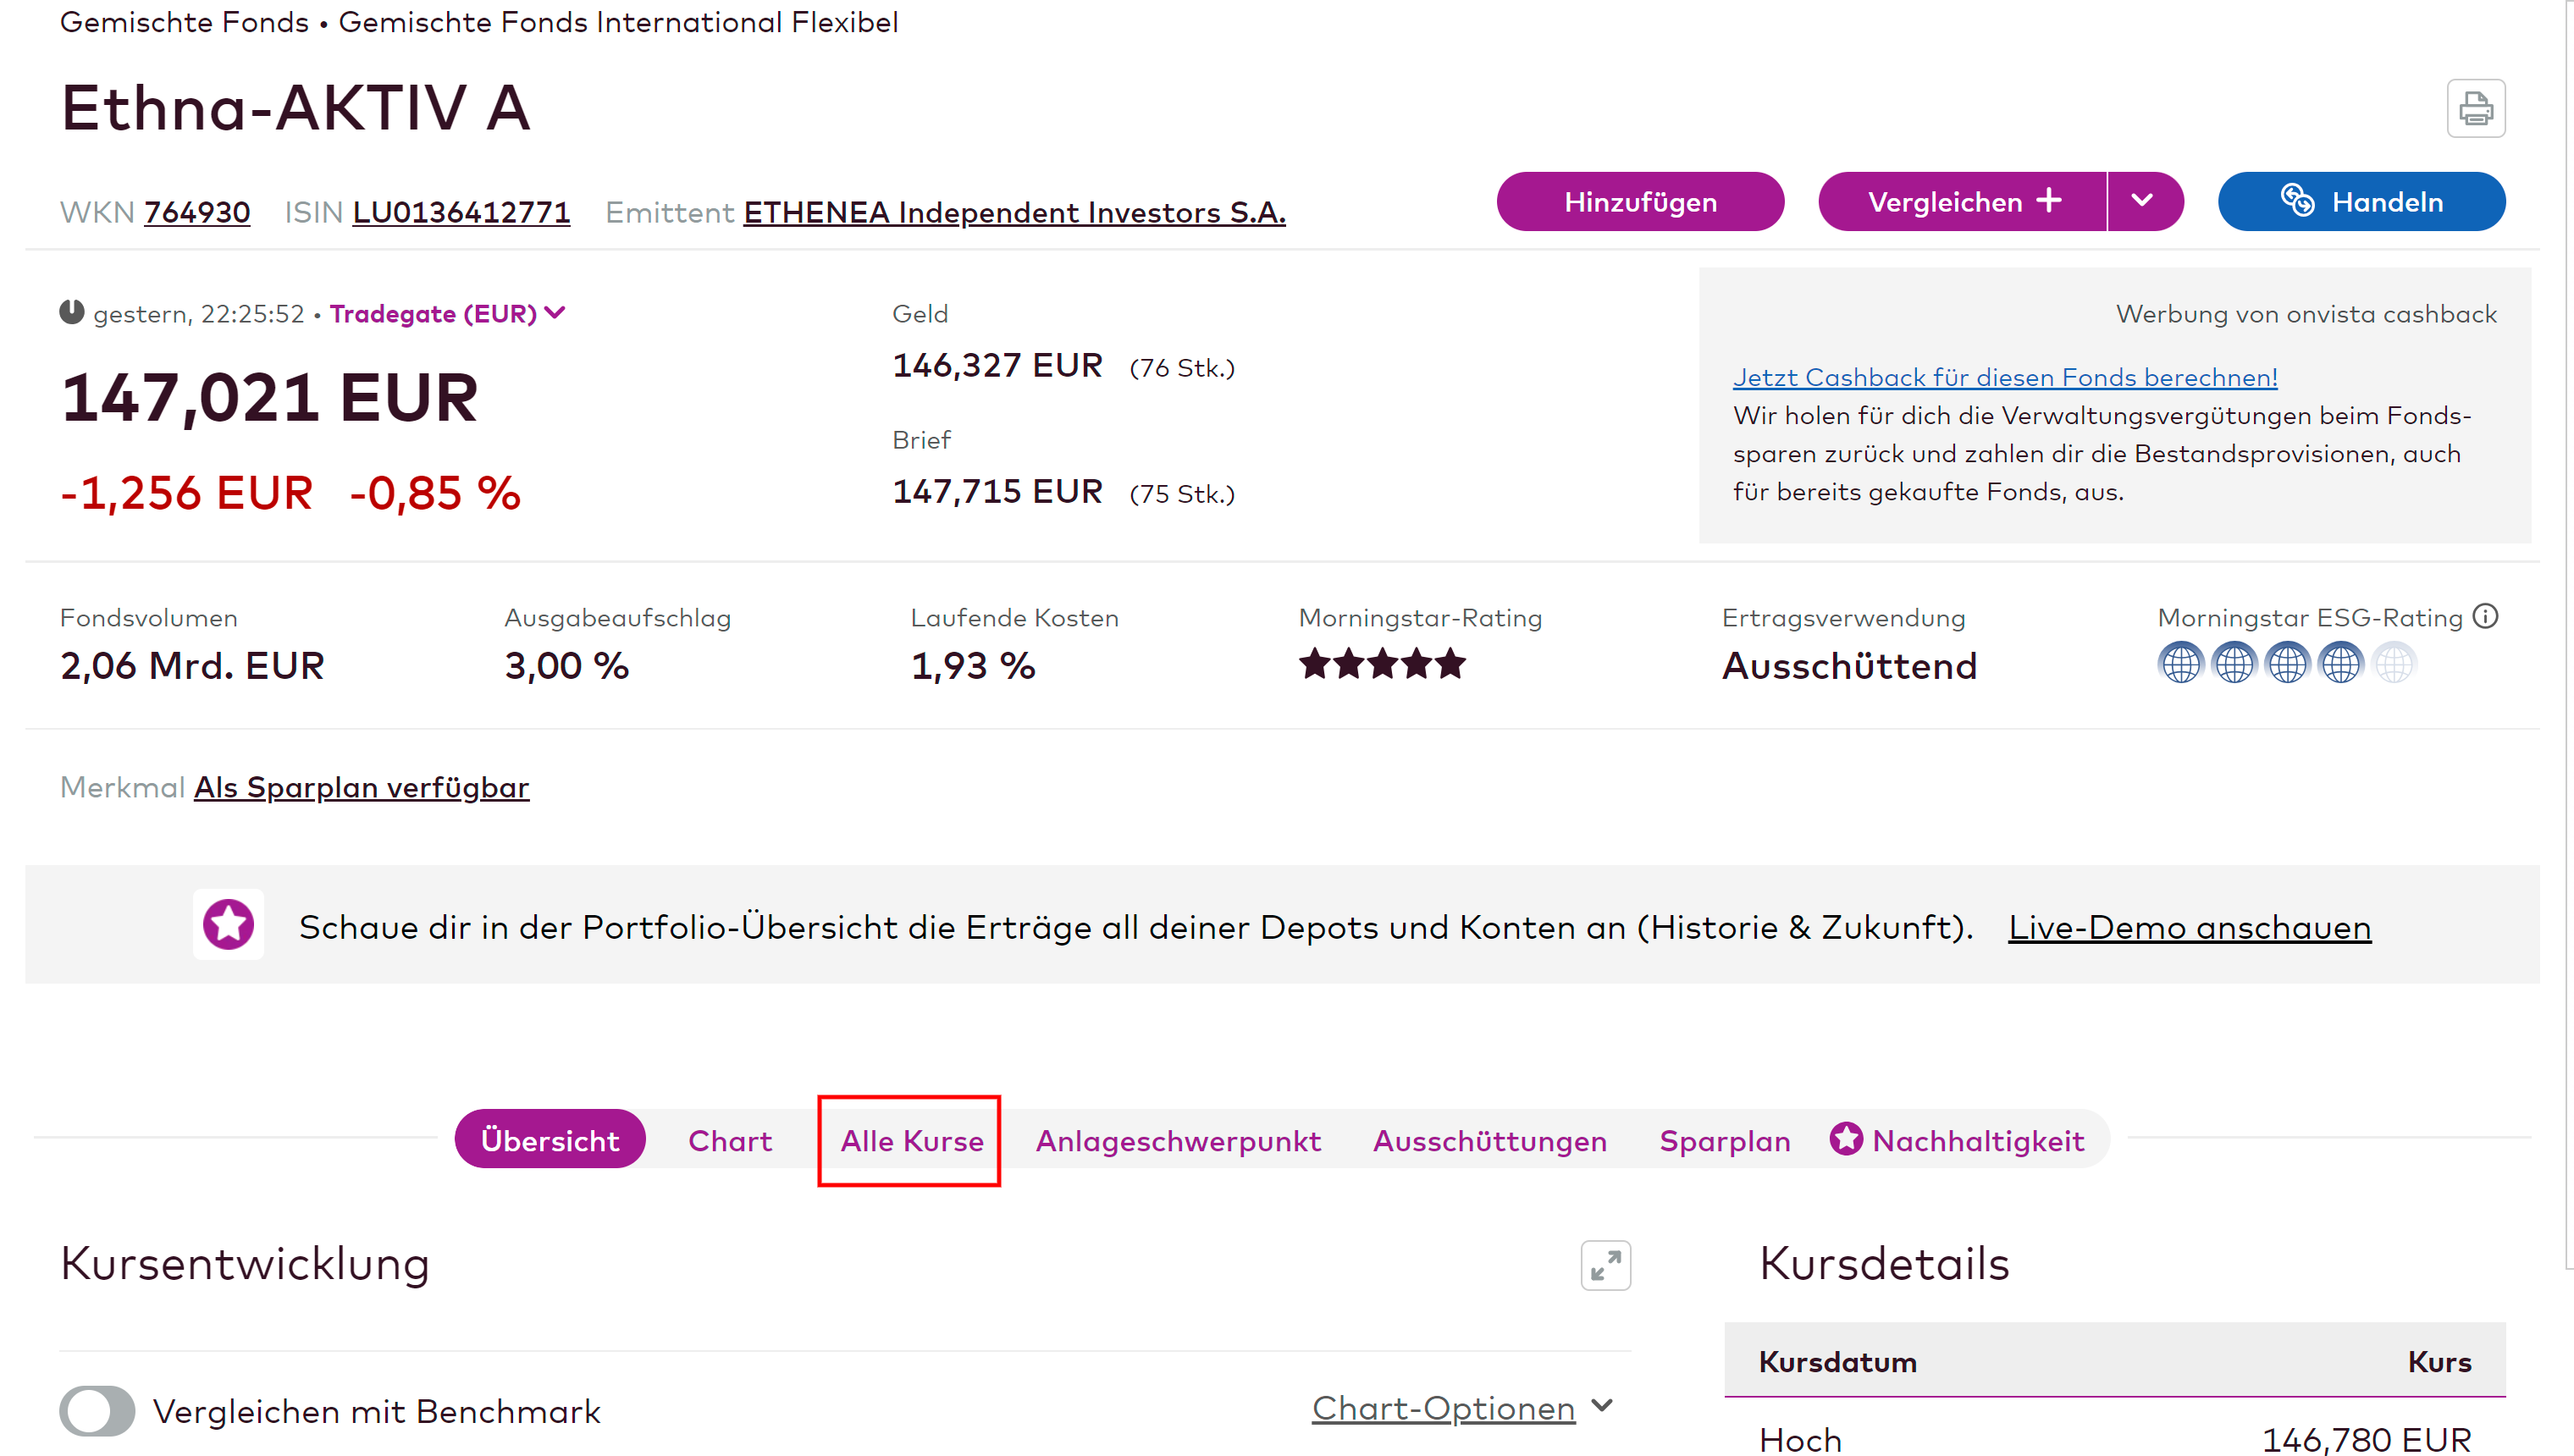 Gemischte Fonds • Gemischte Fonds International Flexibel
Ethna-AKTIV A
WKN 764930 ISIN LU0136412771 Emittent ETHENEA Independent Investors S.A.
Hinzufügen
Vergleichen +
Handeln
gestern, 22:25:52 • Tradegate (EUR)
147,021 EUR
-1,256 EUR -0,85 %
Geld
146,327 EUR (76 Stk.)
Brief
147,715 EUR (75 Stk.)
Werbung von onvista cashback
Jetzt Cashback für diesen Fonds berechnen!
Wir holen für dich die Verwaltungsvergütungen beim Fonds-
sparen zurück und zahlen dir die Bestandsprovisionen, auch
für bereits gekaufte Fonds, aus.
Fondsvolumen
2,06 Mrd. EUR
Ausgabeaufschlag
3,00 %
Laufende Kosten
1,93 %
Morningstar-Rating
Ertragsverwendung
Ausschüttend
Morningstar ESG-Rating
Merkmal Als Sparplan verfügbar
Schaue dir in der Portfolio-Übersicht die Erträge all deiner Depots und Konten an (Historie & Zukunft). Live-Demo anschauen
Übersicht Chart Alle Kurse Anlageschwerpunkt Ausschüttungen Sparplan Nachhaltigkeit
Kursentwicklung
Vergleichen mit Benchmark
Chart-Optionen
Kursdetails
Kursdatum Kurs
Hoch 146,780 EUR